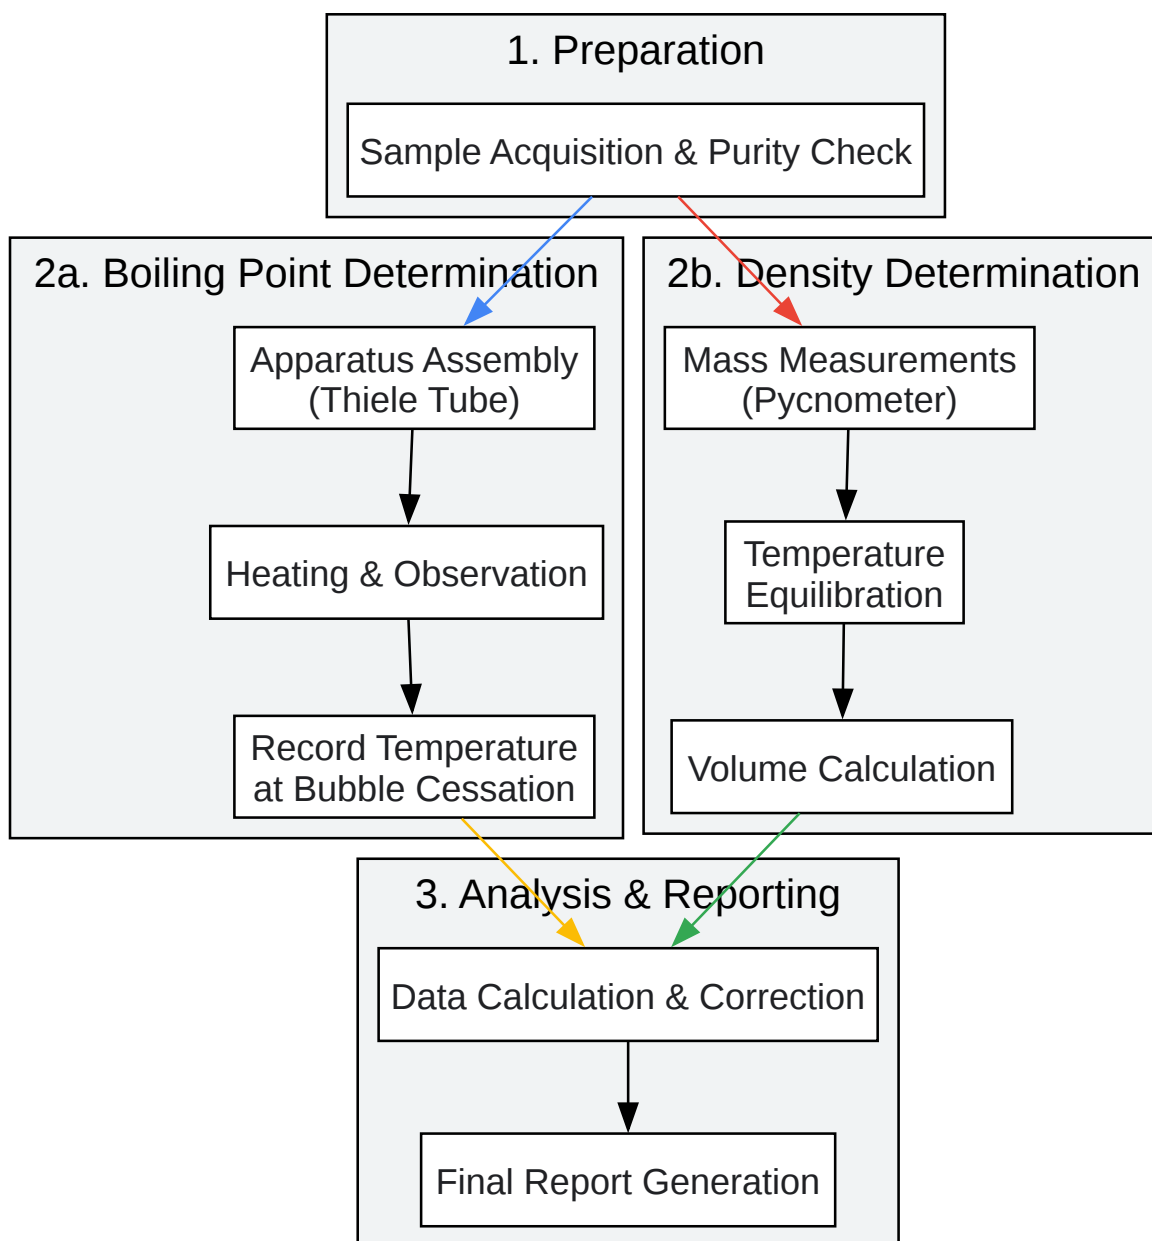 1. Preparation
Sample Acquisition & Purity Check
2a. Boiling Point Determination
Apparatus Assembly
(Thiele Tube)
Heating & Observation
Record Temperature
at Bubble Cessation
2b. Density Determination
Mass Measurements
(Pycnometer)
Temperature
Equilibration
Volume Calculation
3. Analysis & Reporting
Data Calculation & Correction
Final Report Generation